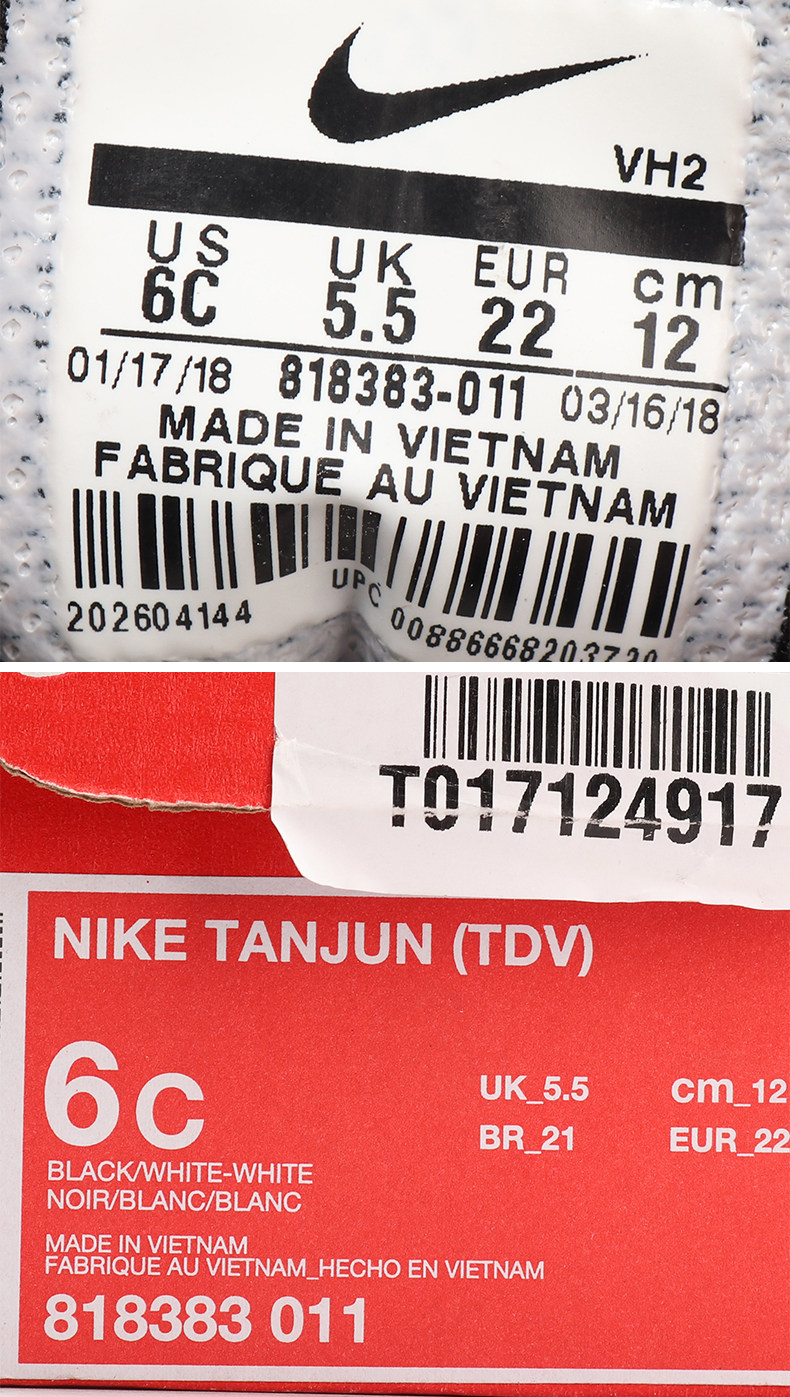 VH2
US UK EUR cm
6C 5.5 22 12
01/17/18 818383-011 03/16/18
MADE IN VIETNAM
FABRIQUE AU VIETNAM
202604144 UPC
T017124917
NIKE TANJUN (TDV)
6C
UK_5.5 cm_12
BR_21 EUR_22
BLACK/WHITE-WHITE
NOIR/BLANC/BLANC
MADE IN VIETNAM
FABRIQUE AU VIETNAM_HECHO EN VIETNAM
818383 011